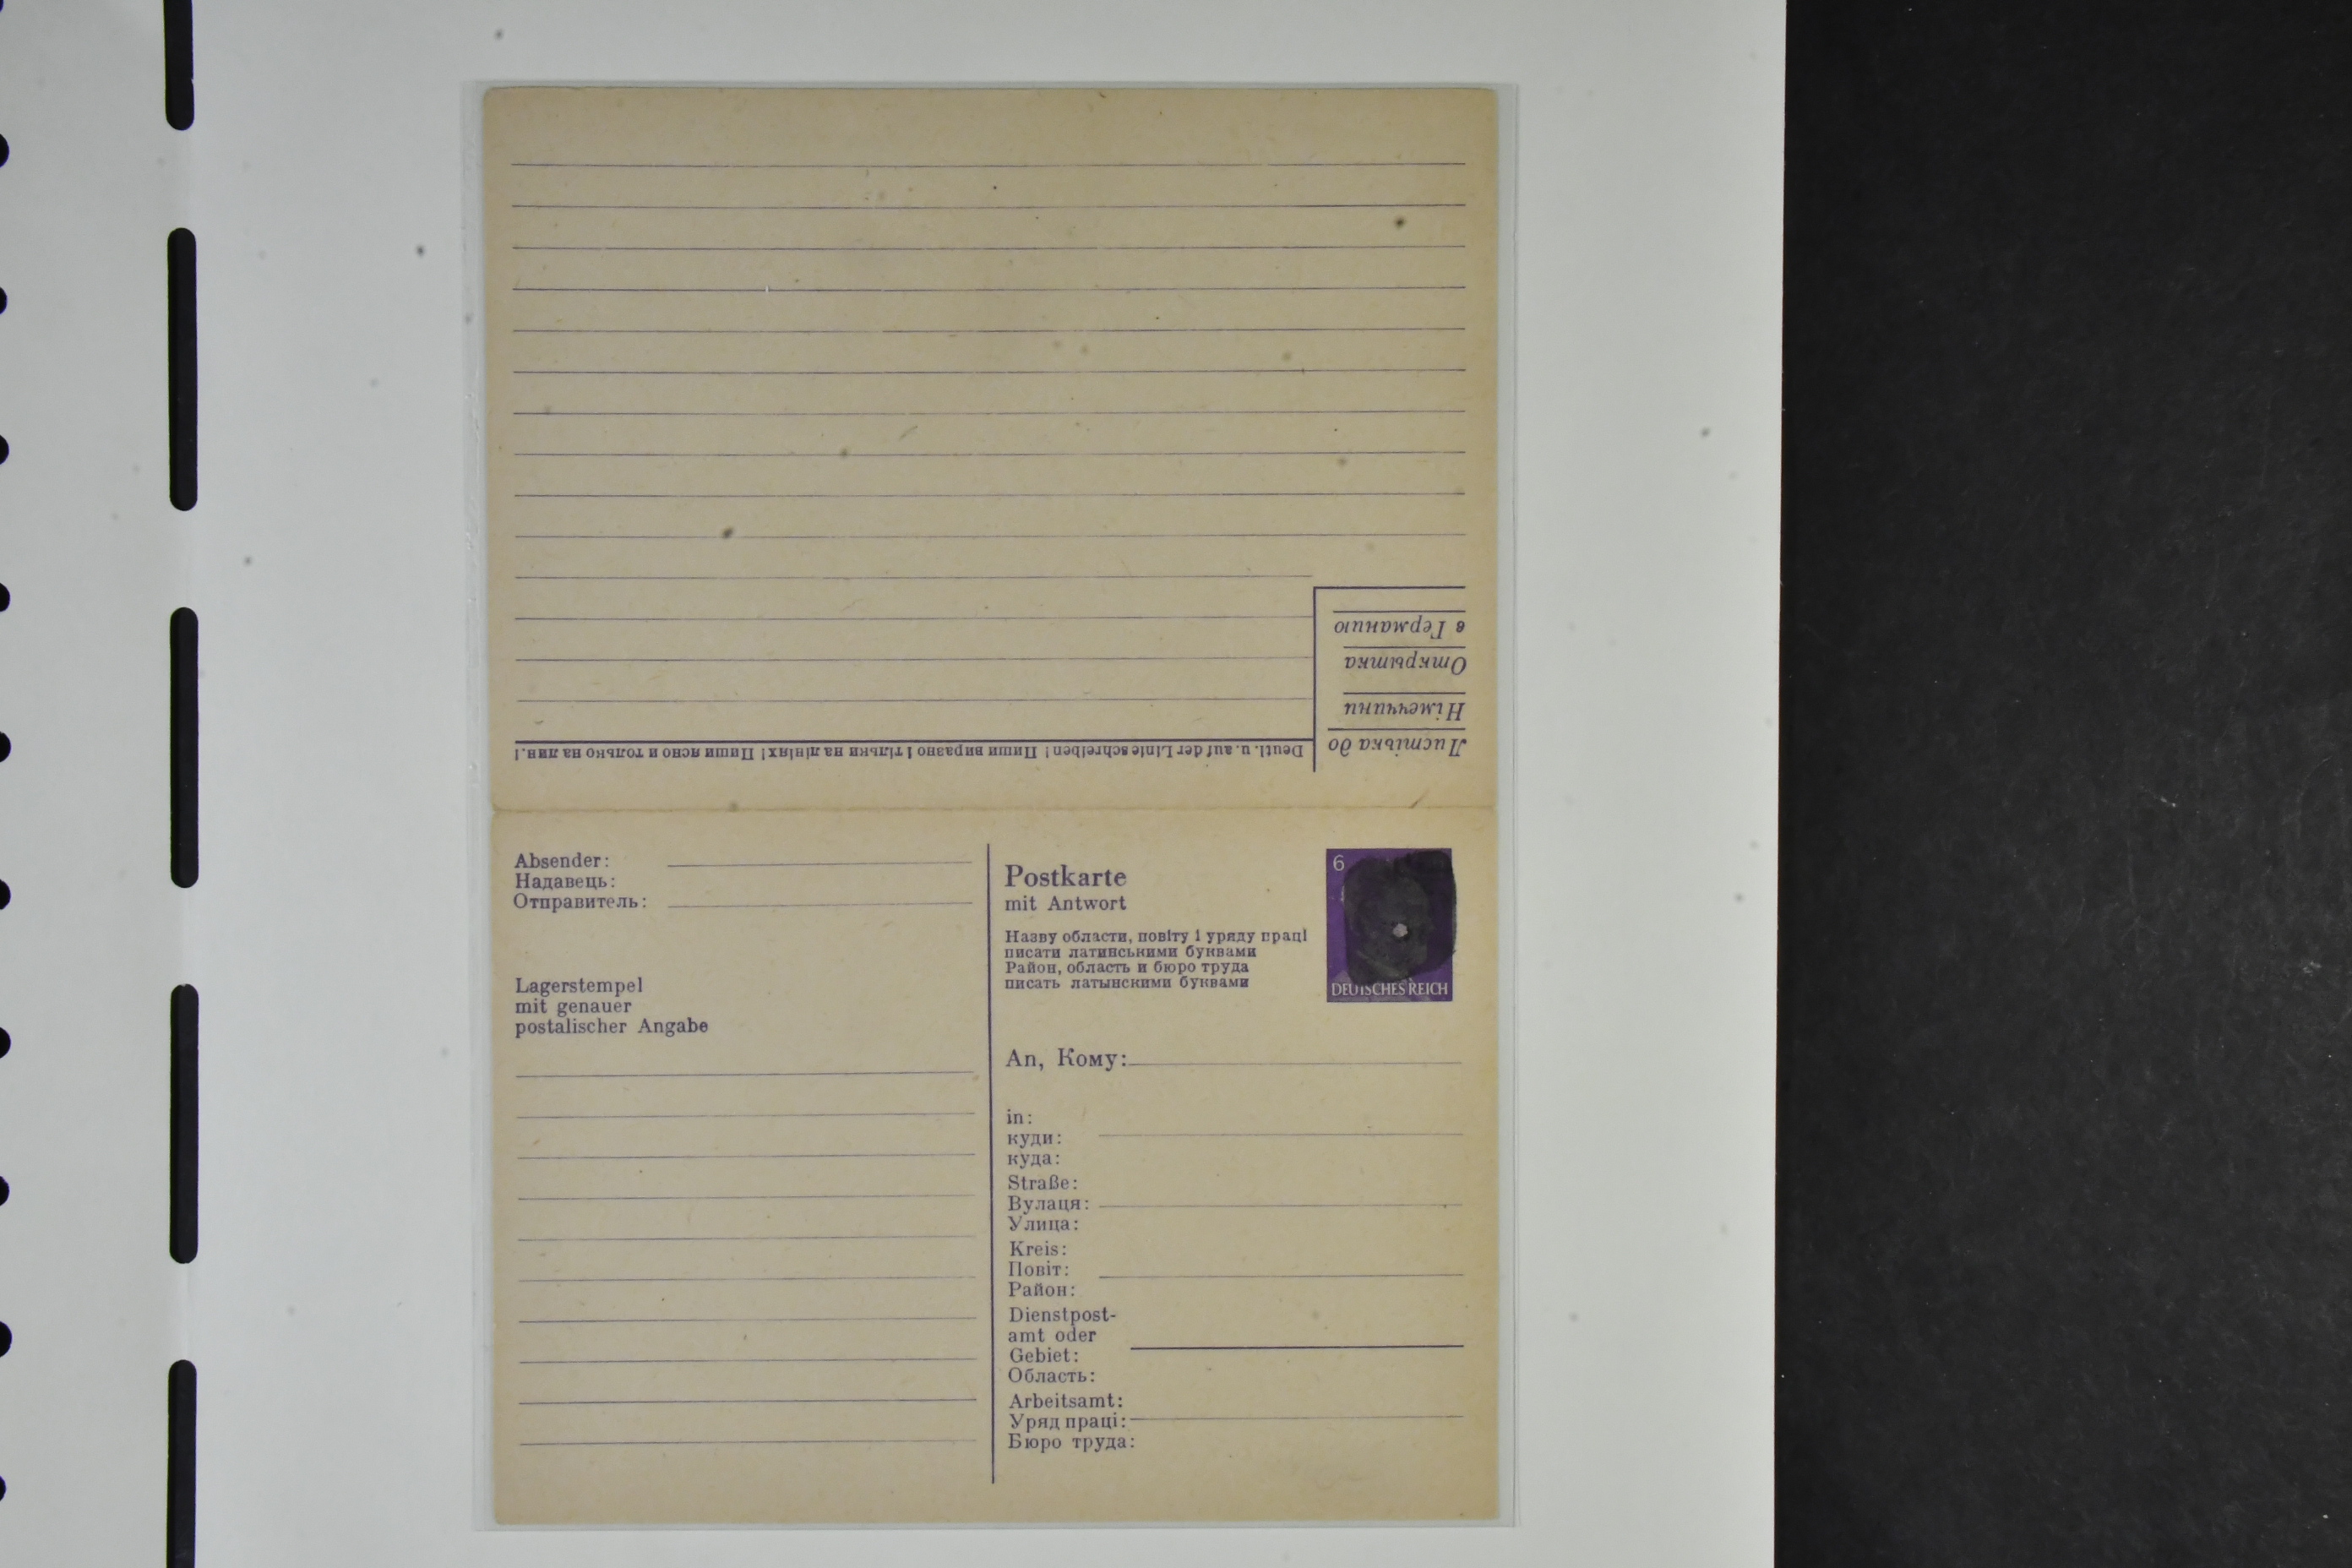 Листівка до
Німеччини
Открытка
в Германию
Deutl. u. auf der Linie schreiben! Пиши виразно і тільки на лініях! Пиши ясно и только на лин.!
Absender:
Надавець:
Отправитель:
Lagerstempel
mit genauer
postalischer Angabe
Postkarte
mit Antwort
Назву области, повіту і уряду праці
писати латинськими буквами
Район, область и бюро труда
писать латынскими буквами
6
DEUTSCHES REICH
An, Кому:
in:
куди:
куда:
Straße:
Вулаця:
Улица:
Kreis:
Повіт:
Район:
Dienstpost-
amt oder
Gebiet:
Область:
Arbeitsamt:
Уряд праці:
Бюро труда: